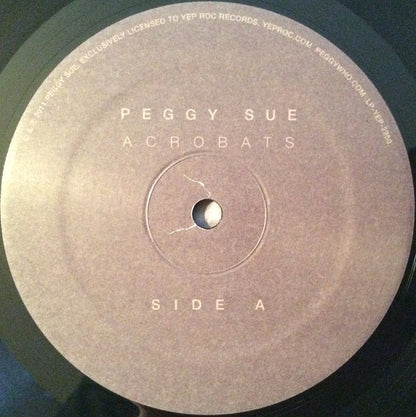 ℗ © 2011 PEGGY SUE, EXCLUSIVELY LICENSED TO YEP ROC RECORDS. YEPROC.COM. PEGGYWHO.COM. LP-YEP-2250
PEGGY SUE
ACROBATS
SIDE A